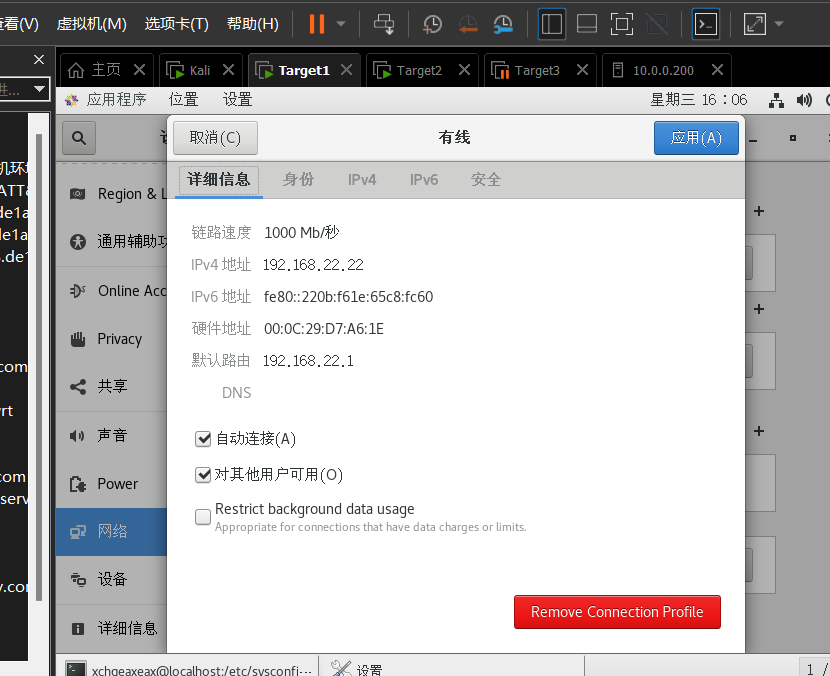 查看(V) 虚拟机(M) 选项卡(T) 帮助(H)
主页 Kali Target1 Target2 Target3 10.0.0.200
进...
应用程序 位置 设置 星期三 16：06
取消(C) 有线 应用(A)
详细信息 身份 IPv4 IPv6 安全
链路速度 1000 Mb/秒
IPv4 地址 192.168.22.22
IPv6 地址 fe80::220b:f61e:65c8:fc60
硬件地址 00:0C:29:D7:A6:1E
默认路由 192.168.22.1
DNS
自动连接(A)
对其他用户可用(O)
Restrict background data usage
Appropriate for connections that have data charges or limits.
Remove Connection Profile
Region & L
通用辅助功
Online Acc
Privacy
共享
声音
Power
网络
设备
详细信息
机环境
ATTa
de1a
de1a
.de1
com
rt
com
serv
y.con
xchgeaxeax@localhost:/etc/sysconfi··· 设置 1 /